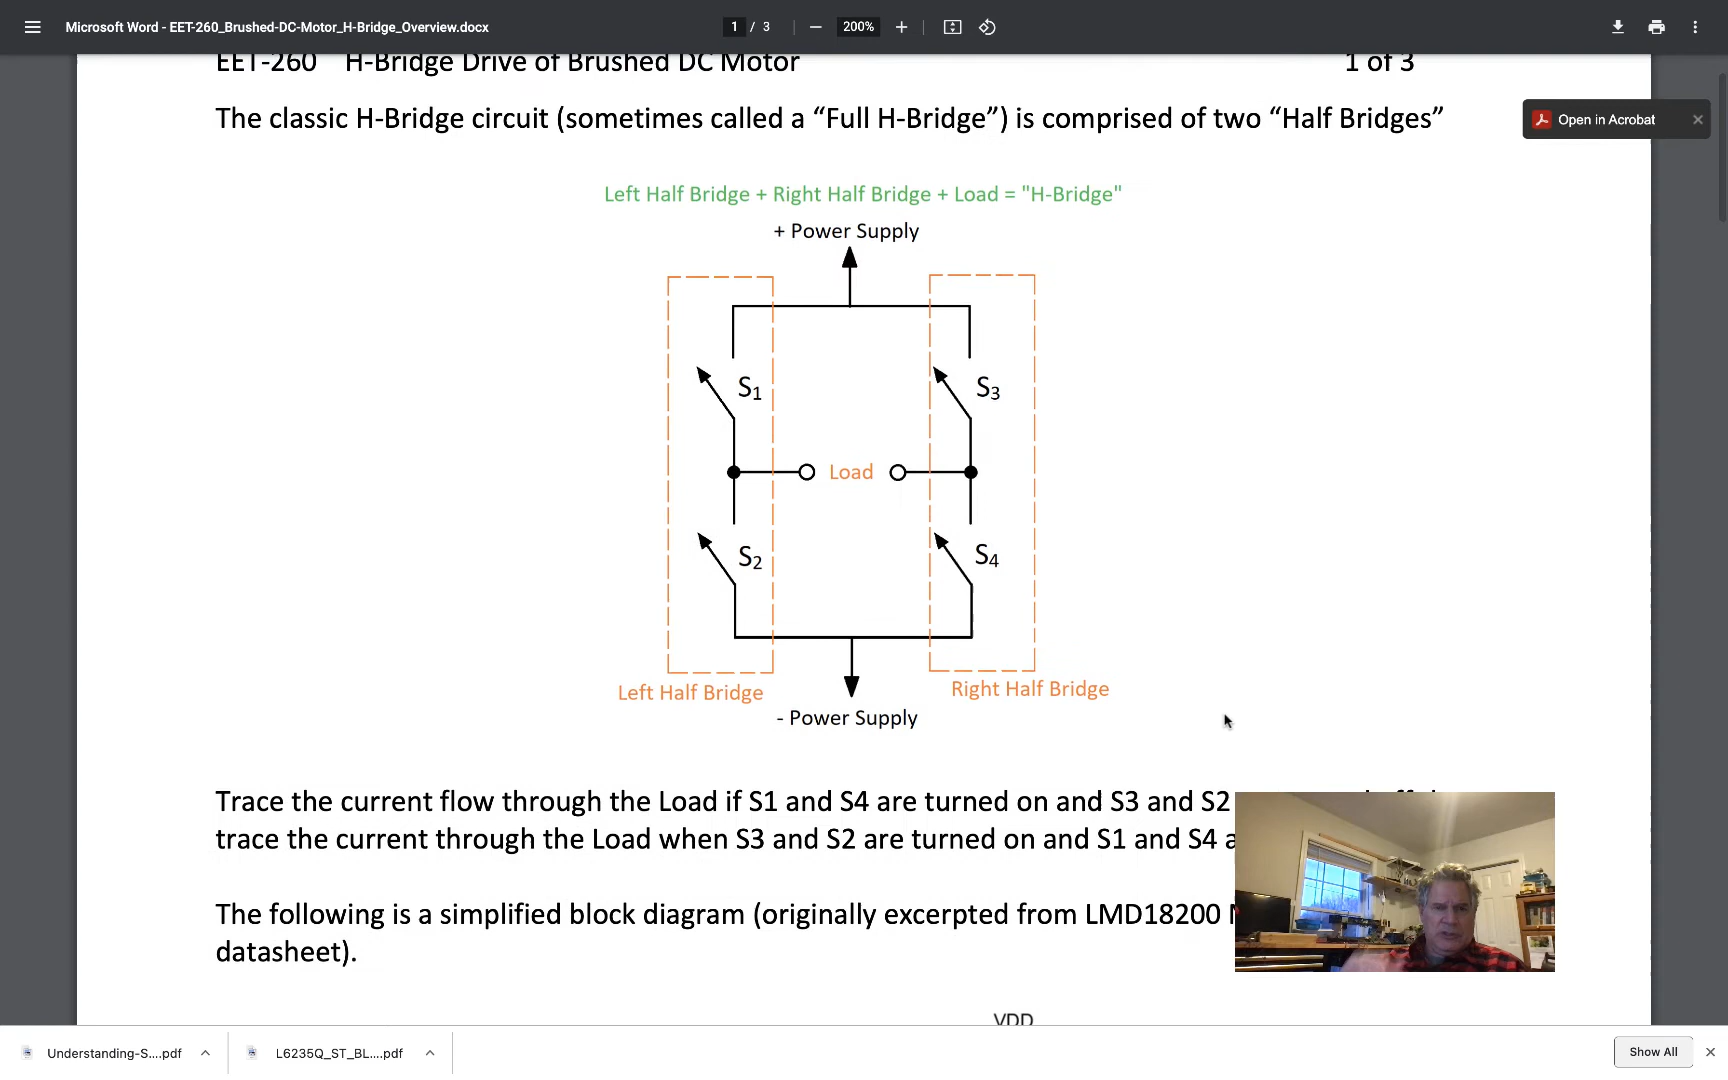 Microsoft Word - EET-260_Brushed-DC-Motor_H-Bridge_Overview.docx
1 / 3
200%
EET-260 H-Bridge Drive of Brushed DC Motor 1 of 3
The classic H-Bridge circuit (sometimes called a “Full H-Bridge”) is comprised of two “Half Bridges”
Open in Acrobat
Left Half Bridge + Right Half Bridge + Load = "H-Bridge"
+ Power Supply
S1
S3
Load
S2
S4
Left Half Bridge
Right Half Bridge
- Power Supply
Trace the current flow through the Load if S1 and S4 are turned on and S3 and S2
trace the current through the Load when S3 and S2 are turned on and S1 and S4
The following is a simplified block diagram (originally excerpted from LMD18200
datasheet).
VDD
Understanding-S....pdf
L6235Q_ST_BL....pdf
Show All